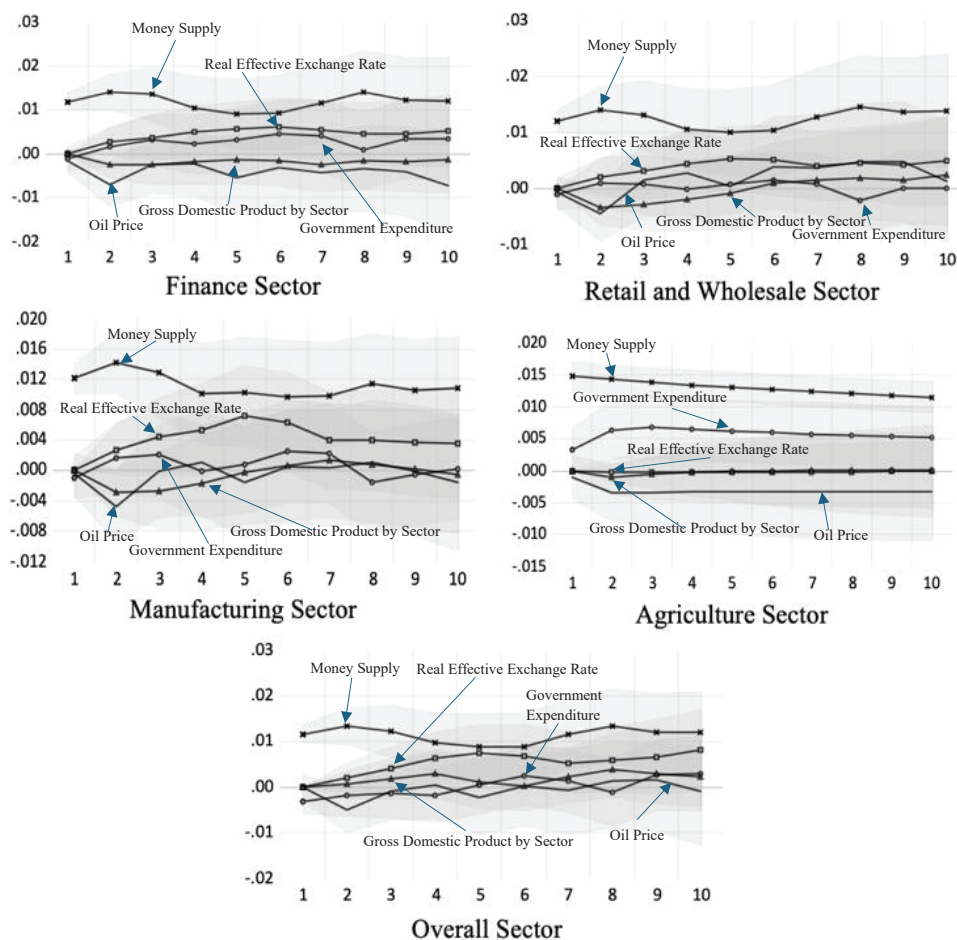 .03
Money Supply
.02
Real Effective Exchange Rate
.01
.00
-.01
Gross Domestic Product by Sector
Oil Price
Government Expenditure
-.02
1 2 3 4 5 6 7 8 9 10
Finance Sector
.03
Money Supply
.02
.01
Real Effective Exchange Rate
.00
Gross Domestic Product by Sector
Government Expenditure
Oil Price
-.01
1 2 3 4 5 6 7 8 9 10
Retail and Wholesale Sector
.020
Money Supply
.016
.012
.008
Real Effective Exchange Rate
.004
.000
-.004
Oil Price
Gross Domestic Product by Sector
-.008
Government Expenditure
-.012
1 2 3 4 5 6 7 8 9 10
Manufacturing Sector
.020
Money Supply
.015
Government Expenditure
.010
.005
Real Effective Exchange Rate
.000
-.005
Gross Domestic Product by Sector
Oil Price
-.010
-.015
1 2 3 4 5 6 7 8 9 10
Agriculture Sector
.03
Money Supply
Real Effective Exchange Rate
Government
Expenditure
.02
.01
.00
-.01
Oil Price
Gross Domestic Product by Sector
-.02
1 2 3 4 5 6 7 8 9 10
Overall Sector